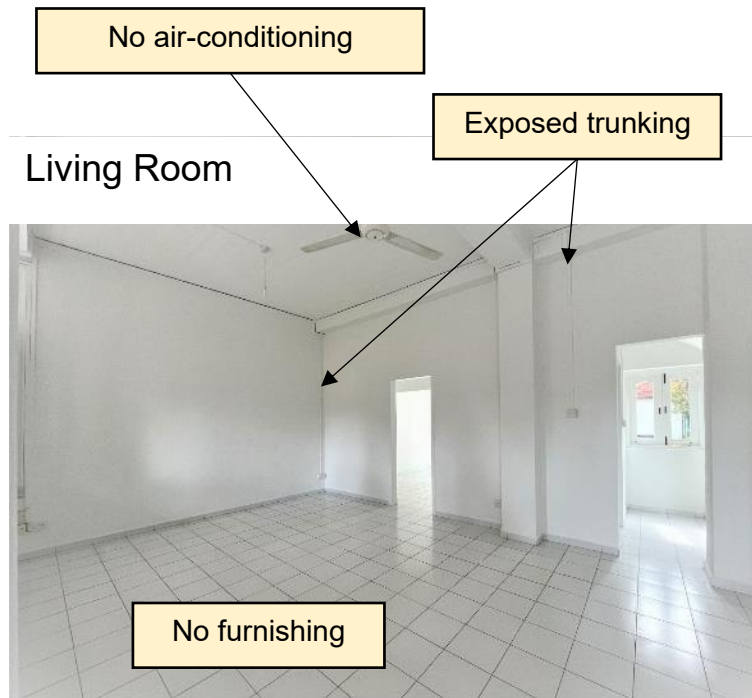 No air-conditioning
Exposed trunking
Living Room
No furnishing